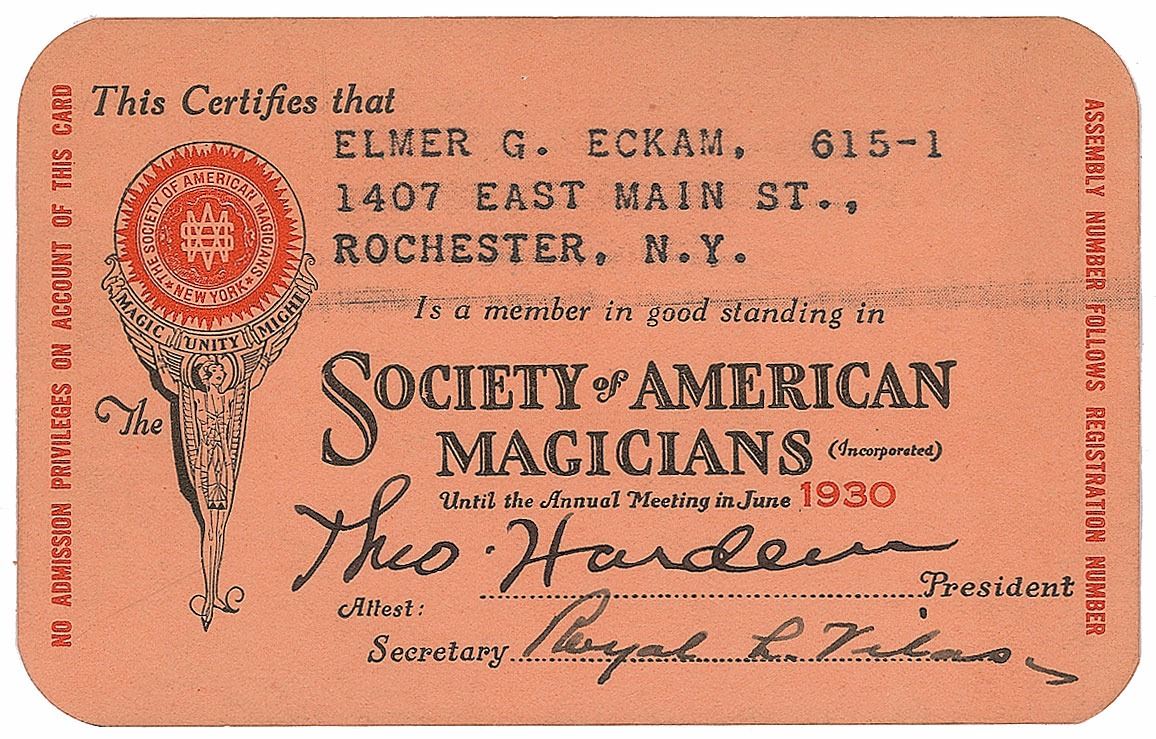 NO ADMISSION PRIVILEGES ON ACCOUNT OF THIS CARD
This Certifies that
ELMER G. ECKAM, 615-1
1407 EAST MAIN ST.,
ROCHESTER, N.Y.
THE SOCIETY OF AMERICAN MAGICIANS
NEW YORK
MAGIC UNITY MIGHT
Is a member in good standing in
The
SOCIETY of AMERICAN
MAGICIANS (Incorporated)
Until the Annual Meeting in June 1930
Theo. Hardeen
President
Attest:
Secretary Royal L. Vilas
ASSEMBLY NUMBER FOLLOWS REGISTRATION NUMBER